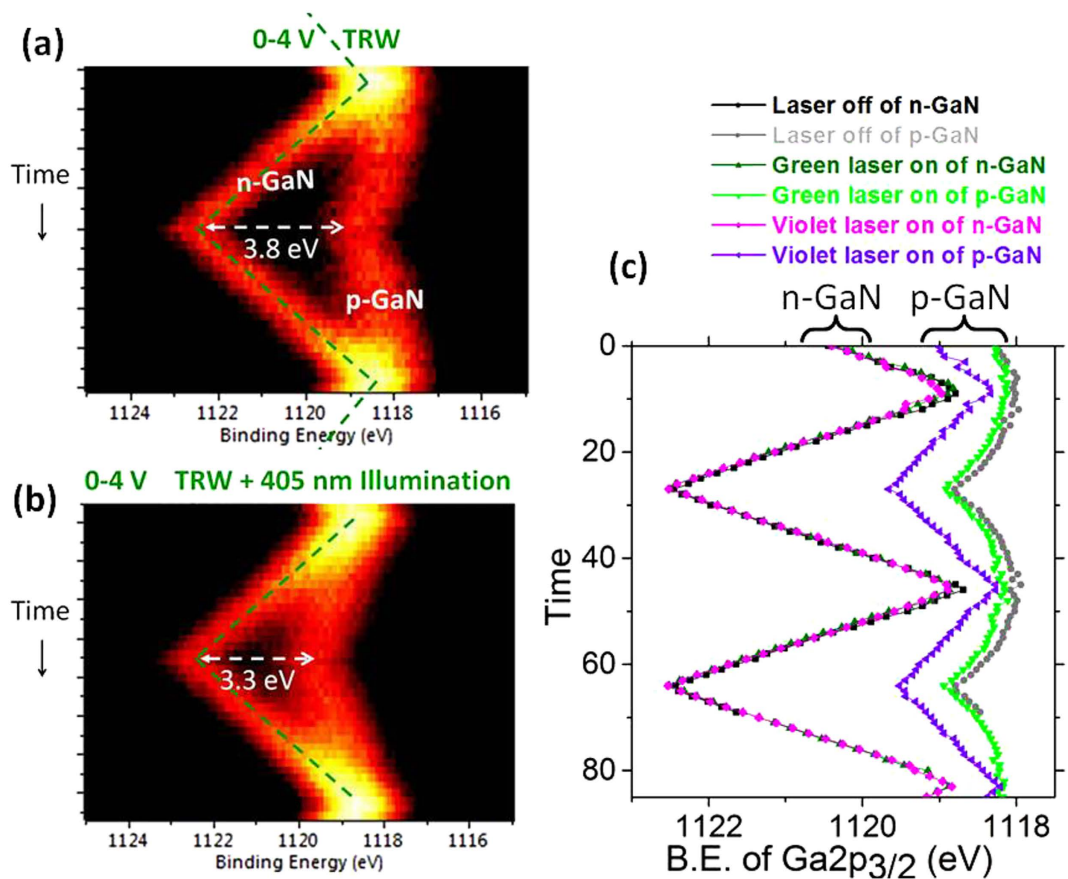 (a)
0-4 V TRW
Time
n-GaN
3.8 eV
p-GaN
1124 1122 1120 1118 1116
Binding Energy (eV)
0-4 V TRW + 405 nm Illumination
(b)
Time
3.3 eV
1124 1122 1120 1118 1116
Binding Energy (eV)
Laser off of n-GaN
Laser off of p-GaN
Green laser on of n-GaN
Green laser on of p-GaN
Violet laser on of n-GaN
Violet laser on of p-GaN
(c)
n-GaN p-GaN
0
20
40
60
80
Time
1122 1120 1118
B.E. of Ga2p3/2 (eV)